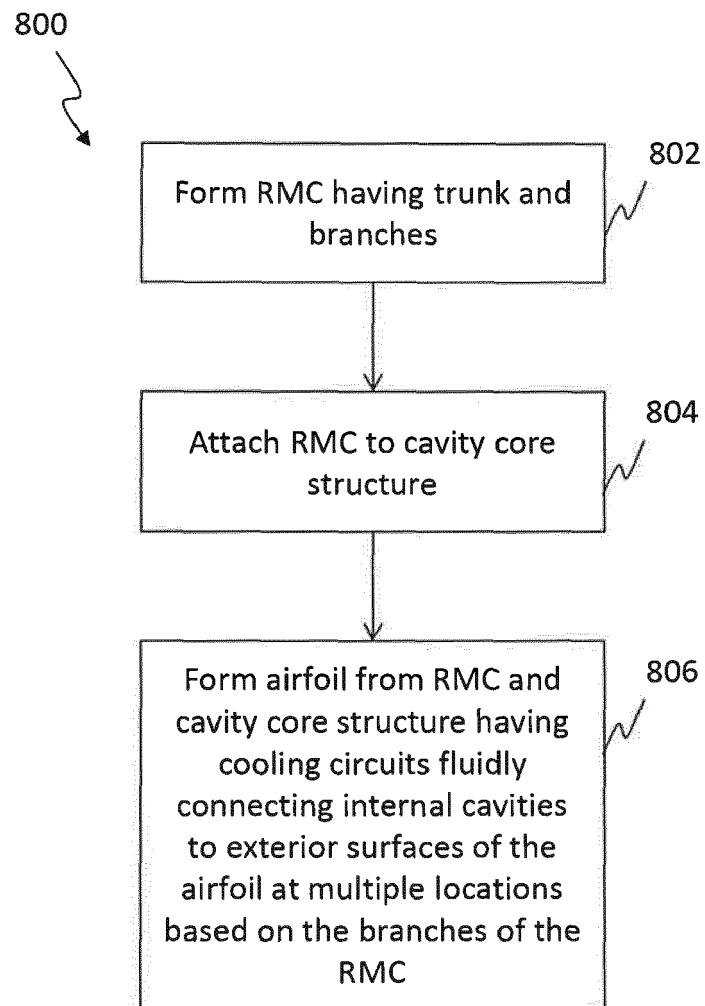 800
802
Form RMC having trunk and
branches
804
Attach RMC to cavity core
structure
806
Form airfoil from RMC and
cavity core structure having
cooling circuits fluidly
connecting internal cavities
to exterior surfaces of the
airfoil at multiple locations
based on the branches of the
RMC